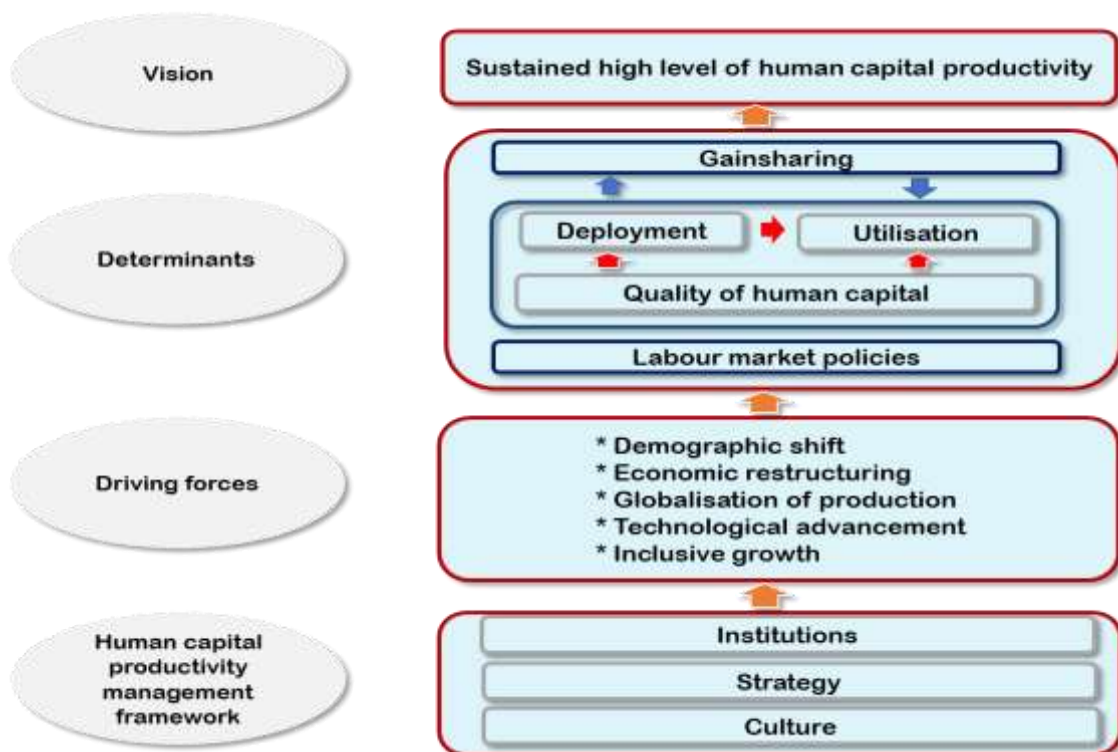 Vision
Sustained high level of human capital productivity
Determinants
Gainsharing
Deployment
Utilisation
Quality of human capital
Labour market policies
Driving forces
* Demographic shift
* Economic restructuring
* Globalisation of production
* Technological advancement
* Inclusive growth
Human capital
productivity
management
framework
Institutions
Strategy
Culture